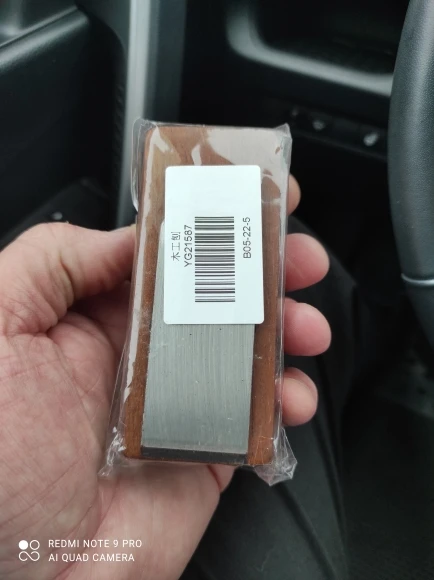 木工刨
YG21587
B05-22-5
REDMI NOTE 9 PRO
AI QUAD CAMERA